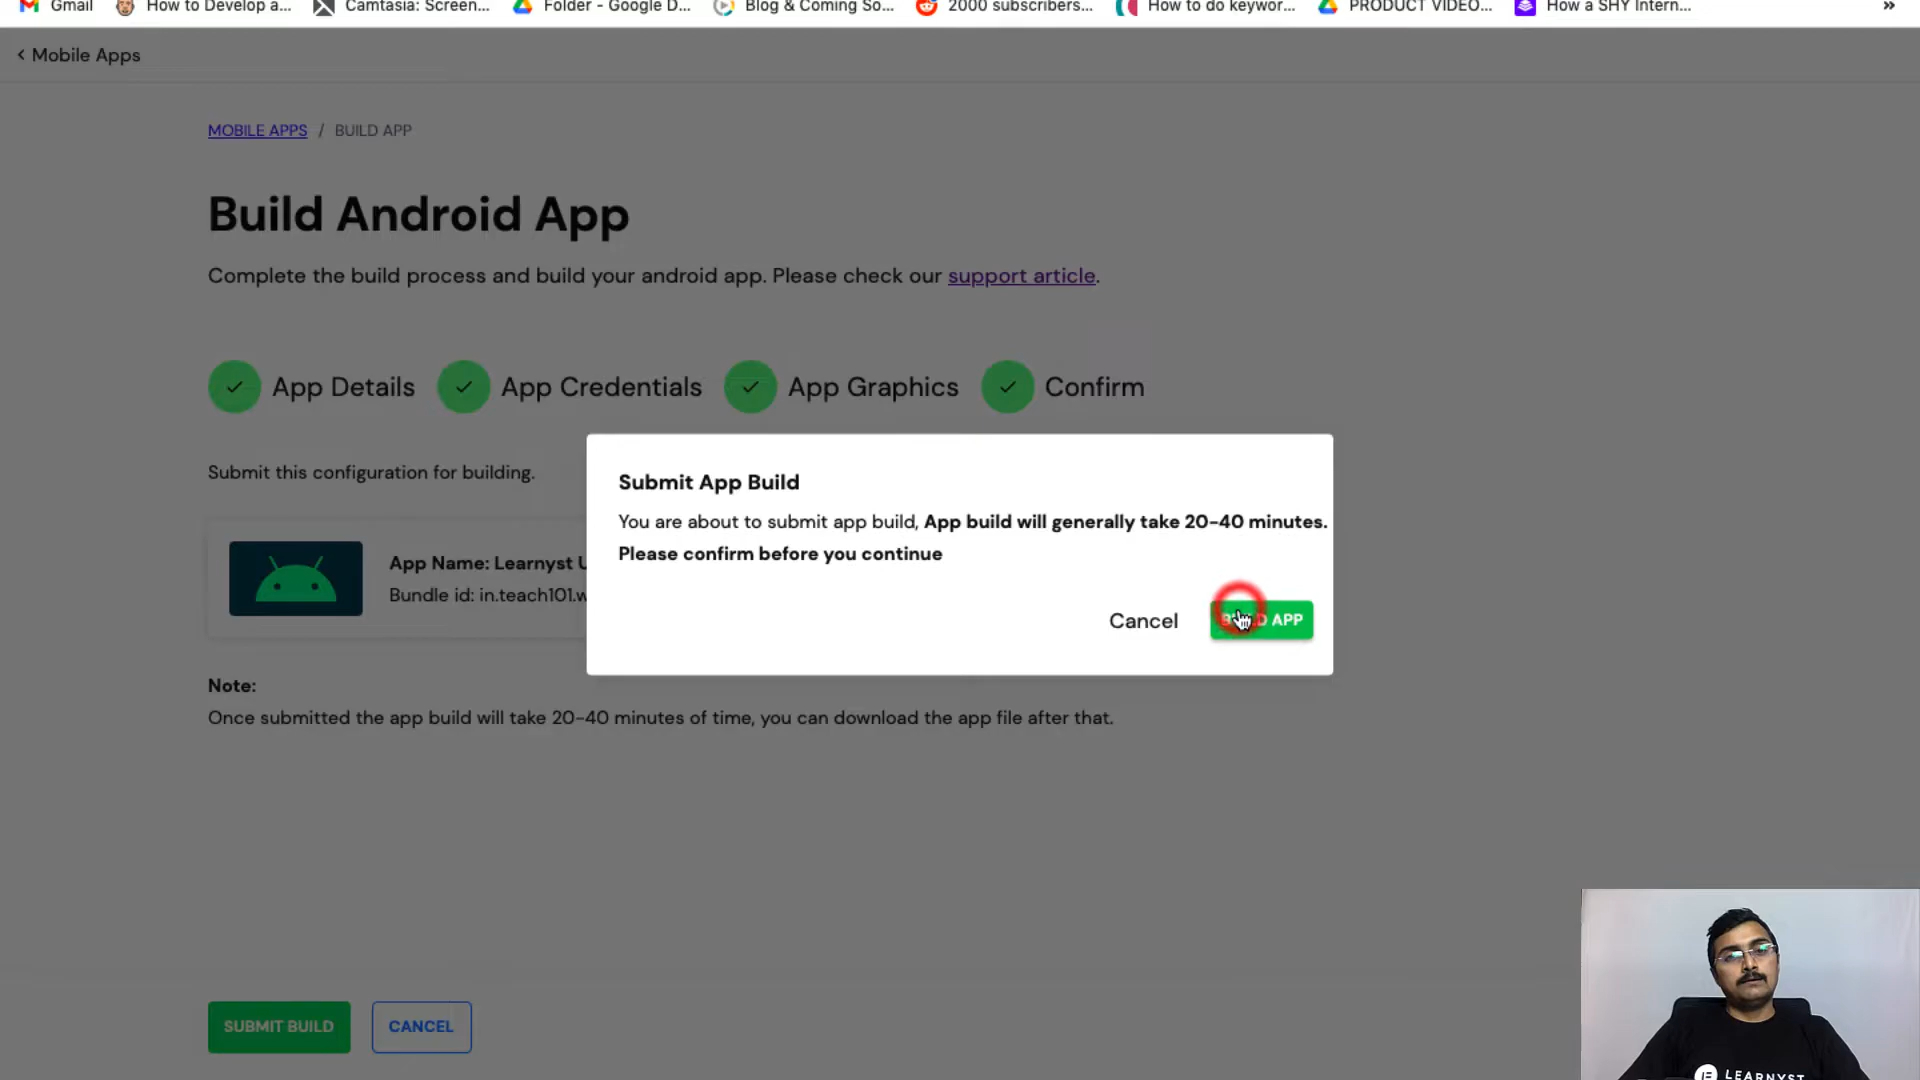 Gmail How to Develop a... Camtasia: Screen... Folder - Google D... Blog & Coming So... 2000 subscribers... How to do keywor... PRODUCT VIDEO... How a SHY Intern... »
< Mobile Apps
MOBILE APPS / BUILD APP
Build Android App
Complete the build process and build your android app. Please check our support article.
App Details App Credentials App Graphics Confirm
Submit this configuration for building.
App Name: Learnyst U
Bundle id: in.teach101.w
Submit App Build
You are about to submit app build, App build will generally take 20-40 minutes.
Please confirm before you continue
Cancel BUILD APP
Note:
Once submitted the app build will take 20-40 minutes of time, you can download the app file after that.
SUBMIT BUILD CANCEL
LEARNYST